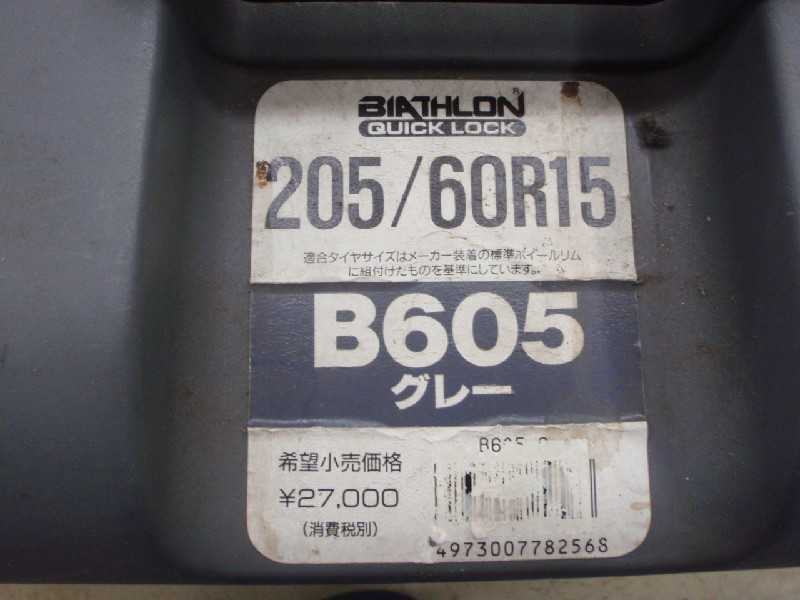 BIATHLON®
QUICK LOCK
205/60R15
適合タイヤサイズはメーカー装着の標準ホイールリム
に組付けたものを基準にしています。
B605
グレー
B605
希望小売価格
¥27,000
(消費税別)
4973007782568